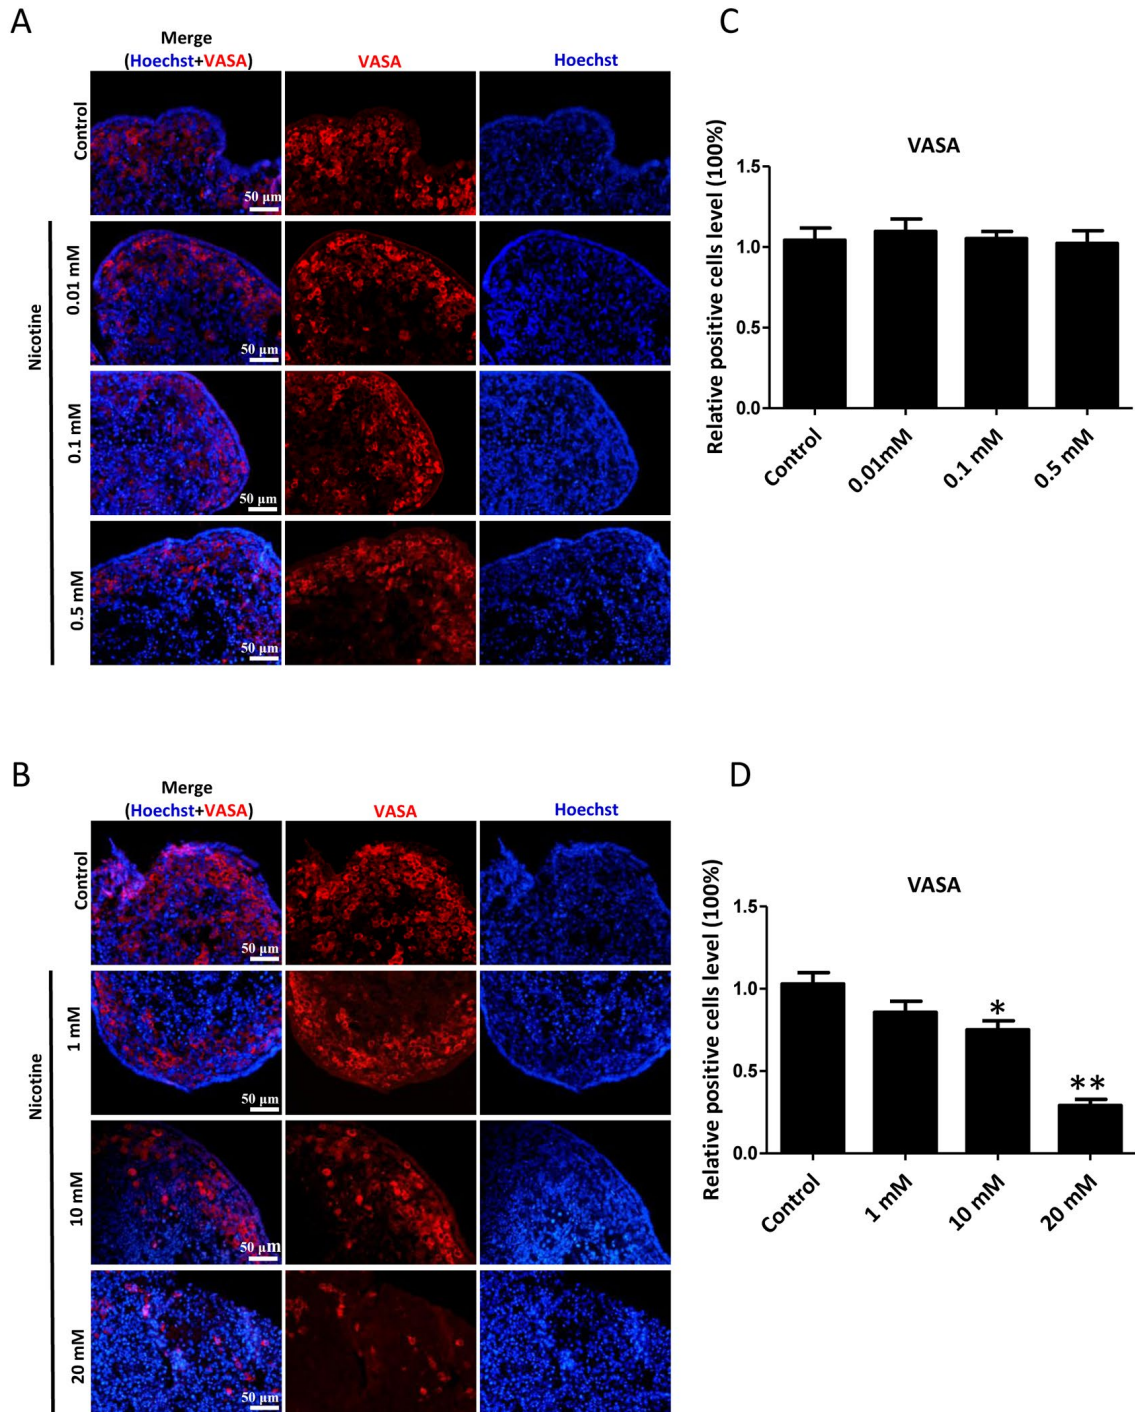 A
Merge
(Hoechst+VASA)
VASA
Hoechst
Control
50 µm
Nicotine
0.01 mM
50 µm
0.1 mM
50 µm
0.5 mM
50 µm
C
VASA
Relative positive cells level (100%)
1.5
1.0
0.5
0.0
Control
0.01mM
0.1 mM
0.5 mM
B
Merge
(Hoechst+VASA)
VASA
Hoechst
Control
50 µm
Nicotine
1 mM
50 µm
10 mM
50 µm
20 mM
50 µm
D
VASA
Relative positive cells level (100%)
1.5
1.0
0.5
0.0
*
**
Control
1 mM
10 mM
20 mM